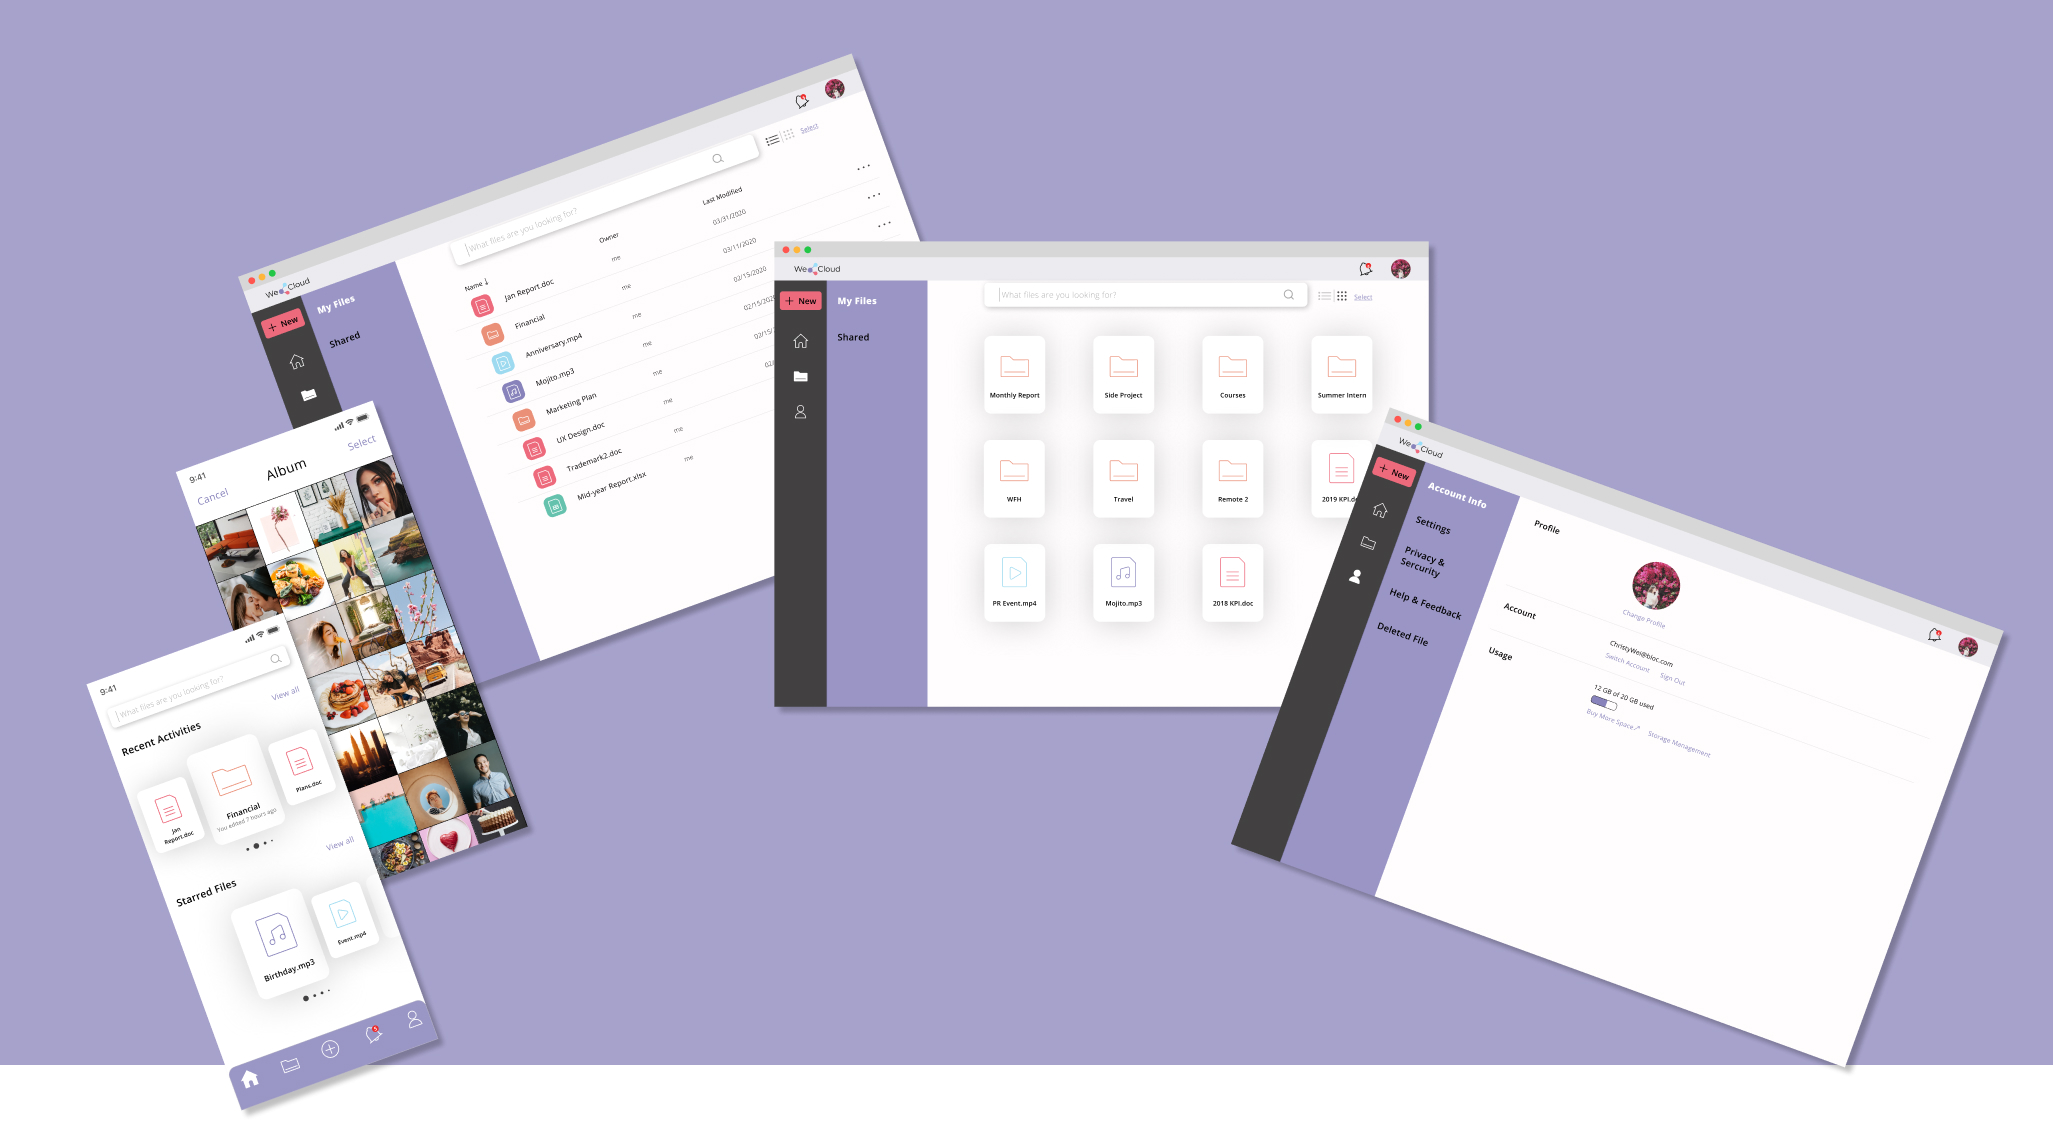 We Cloud
+ New
My Files
Shared
What files are you looking for?
Select
Name ↓
Owner
Last Modified
Jan Report.doc
me
03/31/2020
Financial
me
03/11/2020
Anniversary.mp4
me
02/15/2020
Mojito.mp3
me
02/15/202
Marketing Plan
me
02/15/
UX Design.doc
me
02/
Trademark2.doc
me
Mid-year Report.xlsx
me
9:41
Cancel
Album
Select
9:41
What files are you looking for?
Recent Activities
View all
Jan
Report.doc
Financial
You edited 7 hours ago
Plans.doc
Starred Files
View all
Birthday.mp3
Event.mp4
We Cloud
+ New
My Files
Shared
What files are you looking for?
Select
Monthly Report
Side Project
Courses
Summer Intern
WFH
Travel
Remote 2
2019 KPI.do
PR Event.mp4
Mojito.mp3
2018 KPI.doc
We Cloud
+ New
Account Info
Settings
Privacy &
Sercurity
Help & Feedback
Deleted File
Profile
Change Profile
Account
ChristyWei@bloc.com
Switch Account
Sign Out
Usage
12 GB of 20 GB used
Buy More Space↗
Storage Management